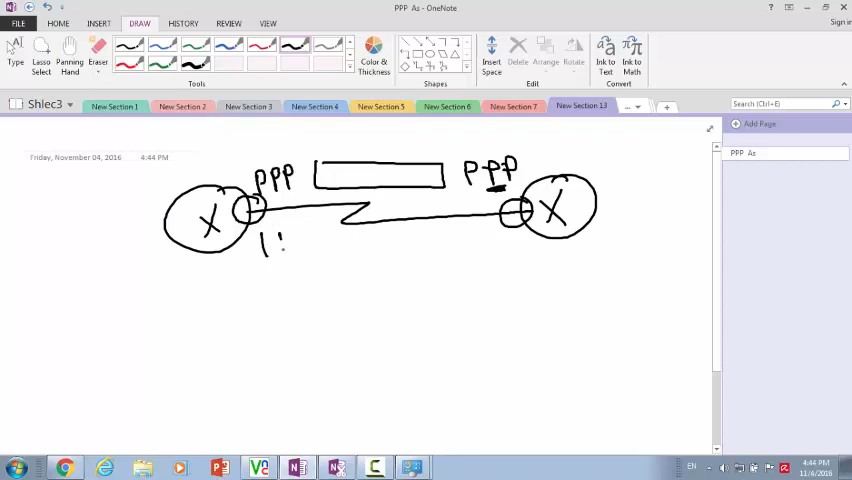 PPP As - OneNote
FILE HOME INSERT DRAW HISTORY REVIEW VIEW
Sign in
Type Lasso Select Panning Hand Eraser
Color & Thickness
Insert Space Delete Arrange Rotate
Ink to Text Ink to Math
Tools Shapes Edit Convert
Shlec3 New Section 1 New Section 2 New Section 3 New Section 4 New Section 5 New Section 6 New Section 7 New Section 13 ... Search (Ctrl+E)
Add Page
PPP As
Friday, November 04, 2016 4:44 PM
PPP PPP
X X
EN 4:44 PM
11/4/2016